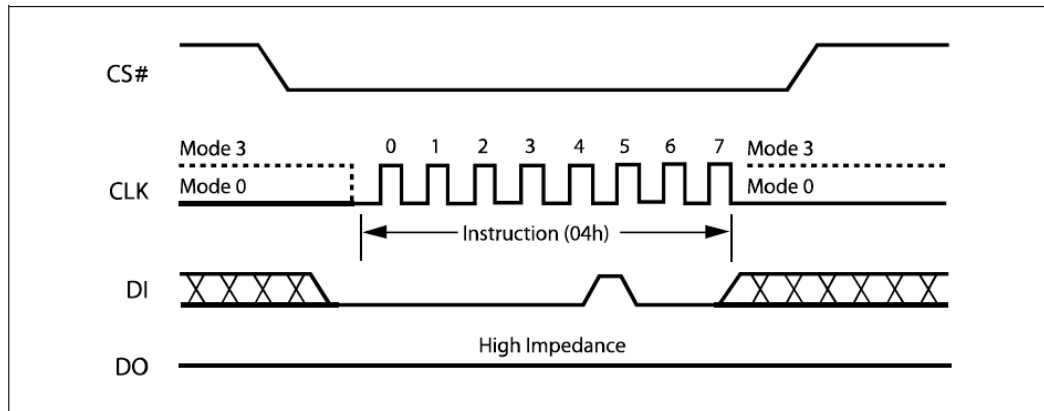 CS#
Mode 3
0 1 2 3 4 5 6 7
Mode 3
CLK
Mode 0
Mode 0
Instruction (04h)
DI
High Impedance
DO